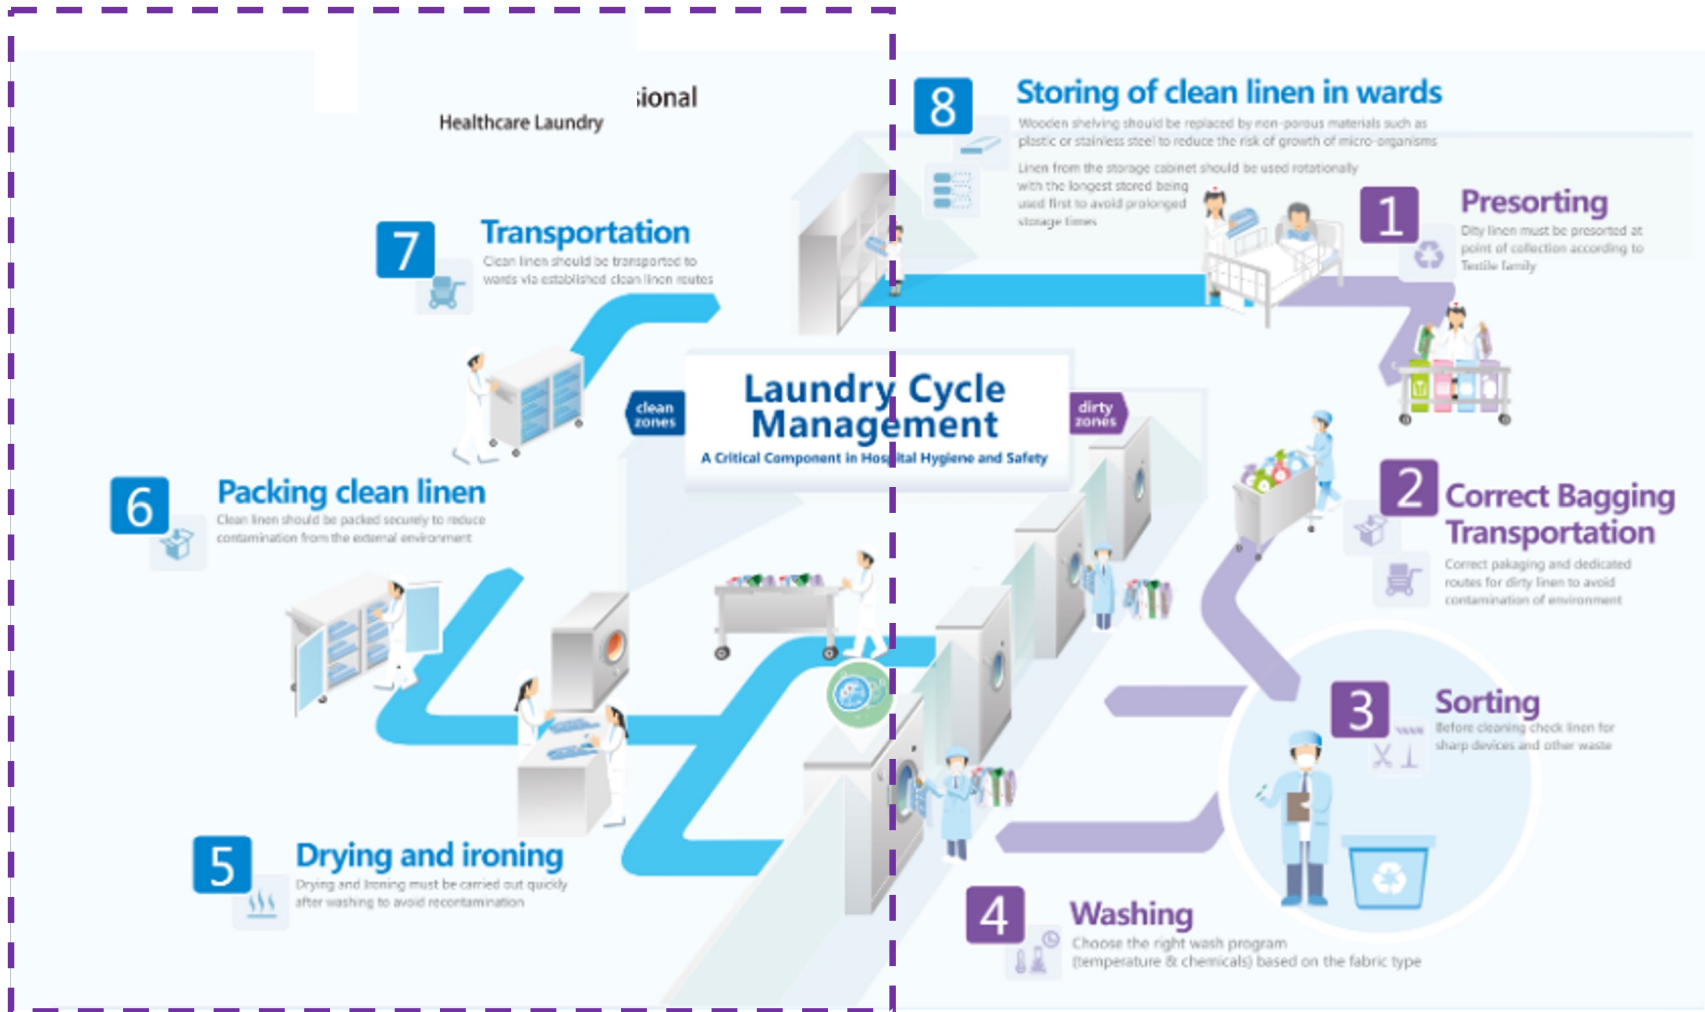 sional
Healthcare Laundry
8
Storing of clean linen in wards
Wooden shelving should be replaced by non-porous materials such as
plastic or stainless steel to reduce the risk of growth of micro-organisms
Linen from the storage cabinet should be used rotationally
with the longest stored being
used first to avoid prolonged
storage times
1
Presorting
Dity linen must be presorted at
point of collection according to
Textile family
7
Transportation
Clean linen should be transported to
wards via established clean linen routes
clean
zones
Laundry Cycle
Management
A Critical Component in Hospital Hygiene and Safety
dirty
zones
2
Correct Bagging
Transportation
Correct pakaging and dedicated
routes for dirty linen to avoid
contamination of environment
6
Packing clean linen
Clean linen should be packed securely to reduce
contamination from the external environment
3
Sorting
Before cleaning check linen for
sharp devices and other waste
5
Drying and ironing
Drying and Ironing must be carried out quickly
after washing to avoid recontamination
4
Washing
Choose the right wash program
(temperature & chemicals) based on the fabric type